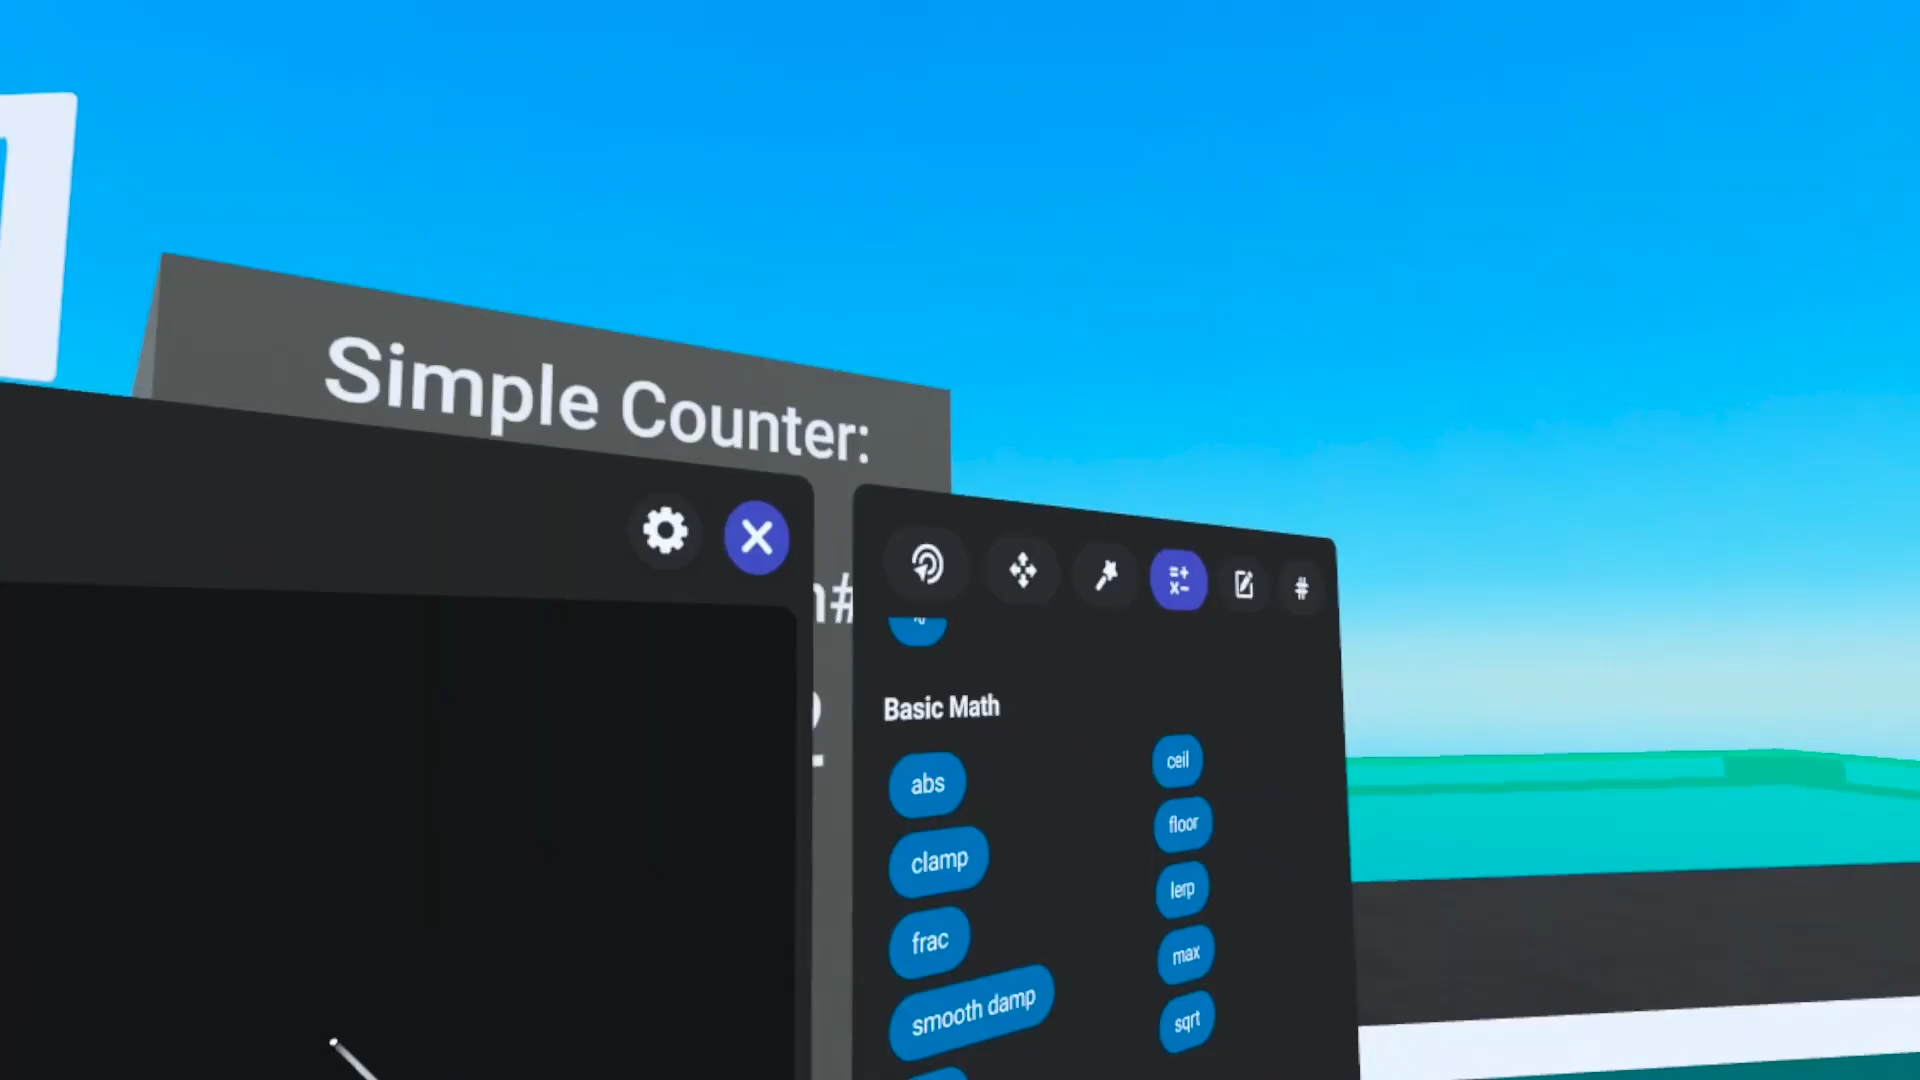 Simple Counter:
#
Basic Math
abs
ceil
clamp
floor
frac
lerp
smooth damp
max
sqrt